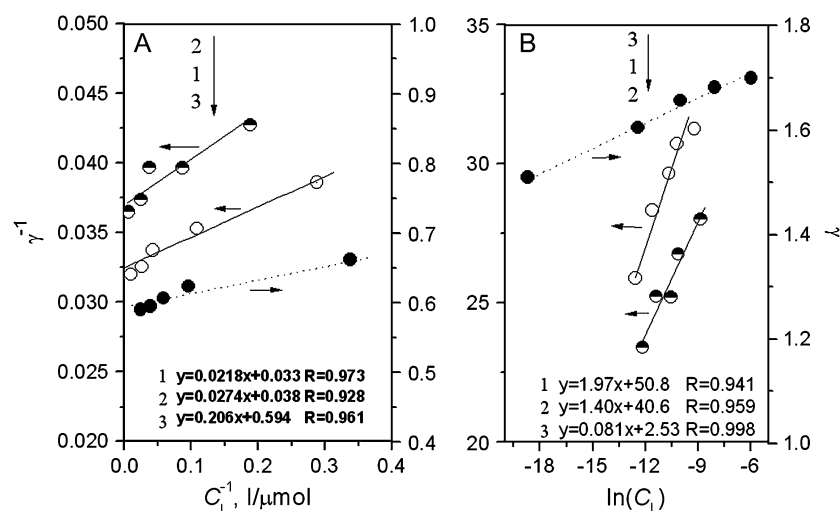 A
0.050
0.045
0.040
0.035
0.030
0.025
0.020
γ⁻¹
1.0
0.9
0.8
0.7
0.6
0.5
0.4
2
1
3
1 y=0.0218x+0.033 R=0.973
2 y=0.0274x+0.038 R=0.928
3 y=0.206x+0.594 R=0.961
0.0 0.1 0.2 0.3 0.4
C_L⁻¹, l/μmol
B
35
30
25
20
1.8
1.6
1.4
1.2
1.0
γ
3
1
2
1 y=1.97x+50.8 R=0.941
2 y=1.40x+40.6 R=0.959
3 y=0.081x+2.53 R=0.998
-18 -15 -12 -9 -6
ln(C_L)